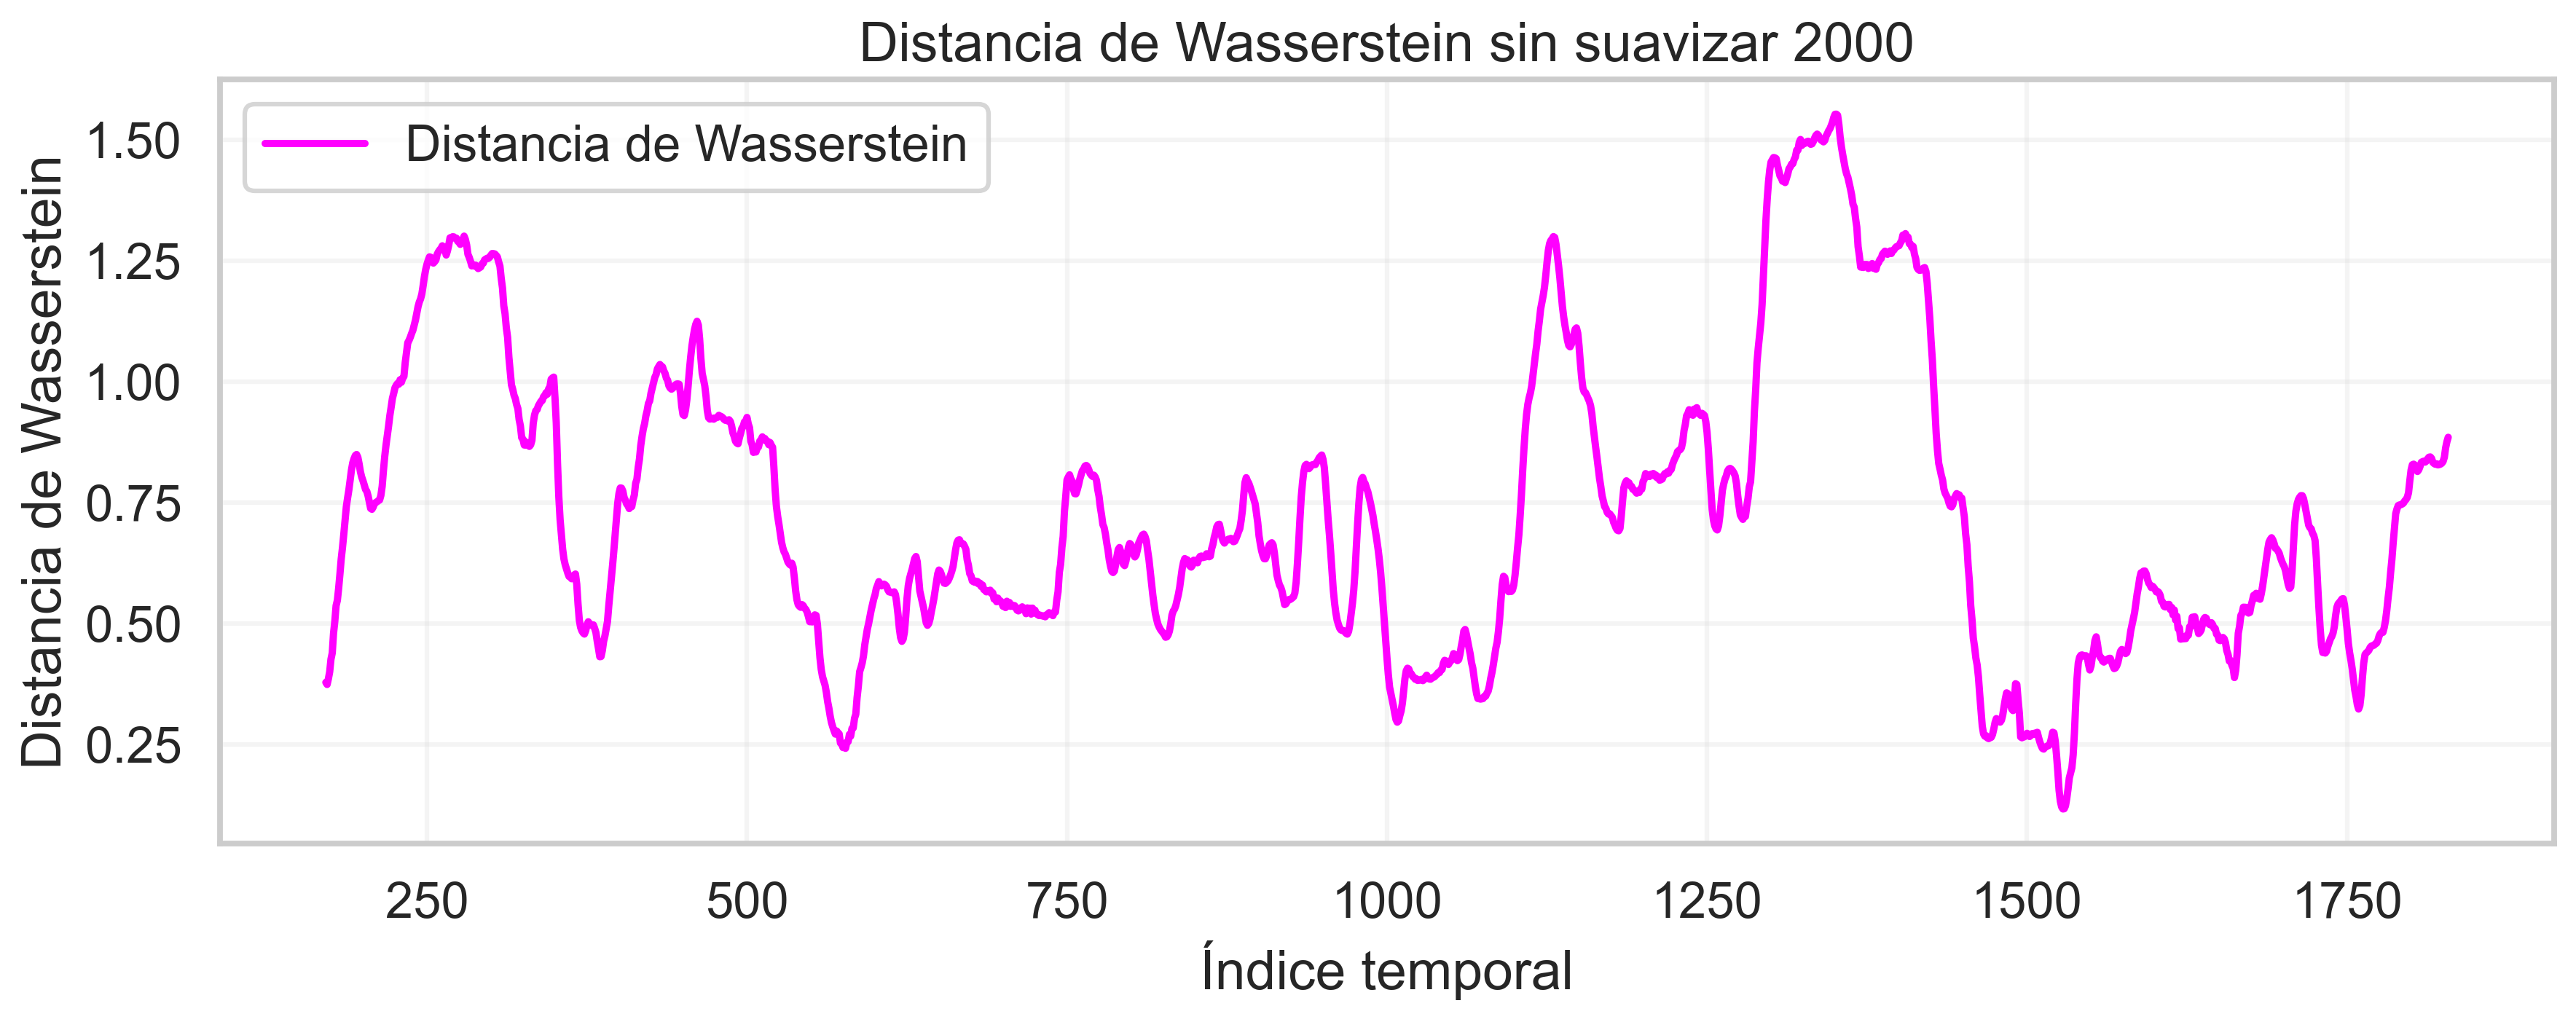 Distancia de Wasserstein sin suavizar 2000
Distancia de Wasserstein
Distancia de Wasserstein
1.50
1.25
1.00
0.75
0.50
0.25
250 500 750 1000 1250 1500 1750
Índice temporal